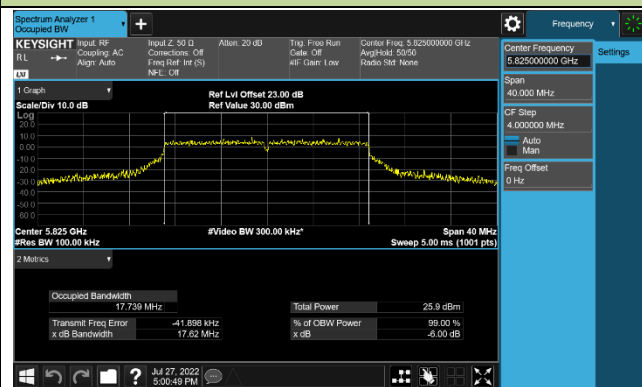 Spectrum Analyzer 1
Occupied BW
+
Frequency
KEYSIGHT
RL
LXI
Input: RF
Coupling: AC
Align: Auto
Input Z: 50 Ω
Corrections: Off
Freq Ref: Int (S)
NFE: Off
Atten: 20 dB
Trig: Free Run
Gate: Off
#IF Gain: Low
Center Freq: 5.825000000 GHz
Avg|Hold: 50/50
Radio Std: None
Center Frequency
5.825000000 GHz
Settings
Span
40.000 MHz
CF Step
4.000000 MHz
Auto
Man
Freq Offset
0 Hz
1 Graph
Scale/Div 10.0 dB
Ref Lvl Offset 23.00 dB
Ref Value 30.00 dBm
Log
20.0
10.0
0.00
-10.0
-20.0
-30.0
-40.0
-50.0
-60.0
Center 5.825 GHz
#Res BW 100.00 kHz
#Video BW 300.00 kHz*
Span 40 MHz
Sweep 5.00 ms (1001 pts)
2 Metrics
Occupied Bandwidth
17.739 MHz
Total Power 25.9 dBm
Transmit Freq Error -41.898 kHz
% of OBW Power 99.00 %
x dB Bandwidth 17.62 MHz
x dB -6.00 dB
?
Jul 27, 2022
5:00:49 PM